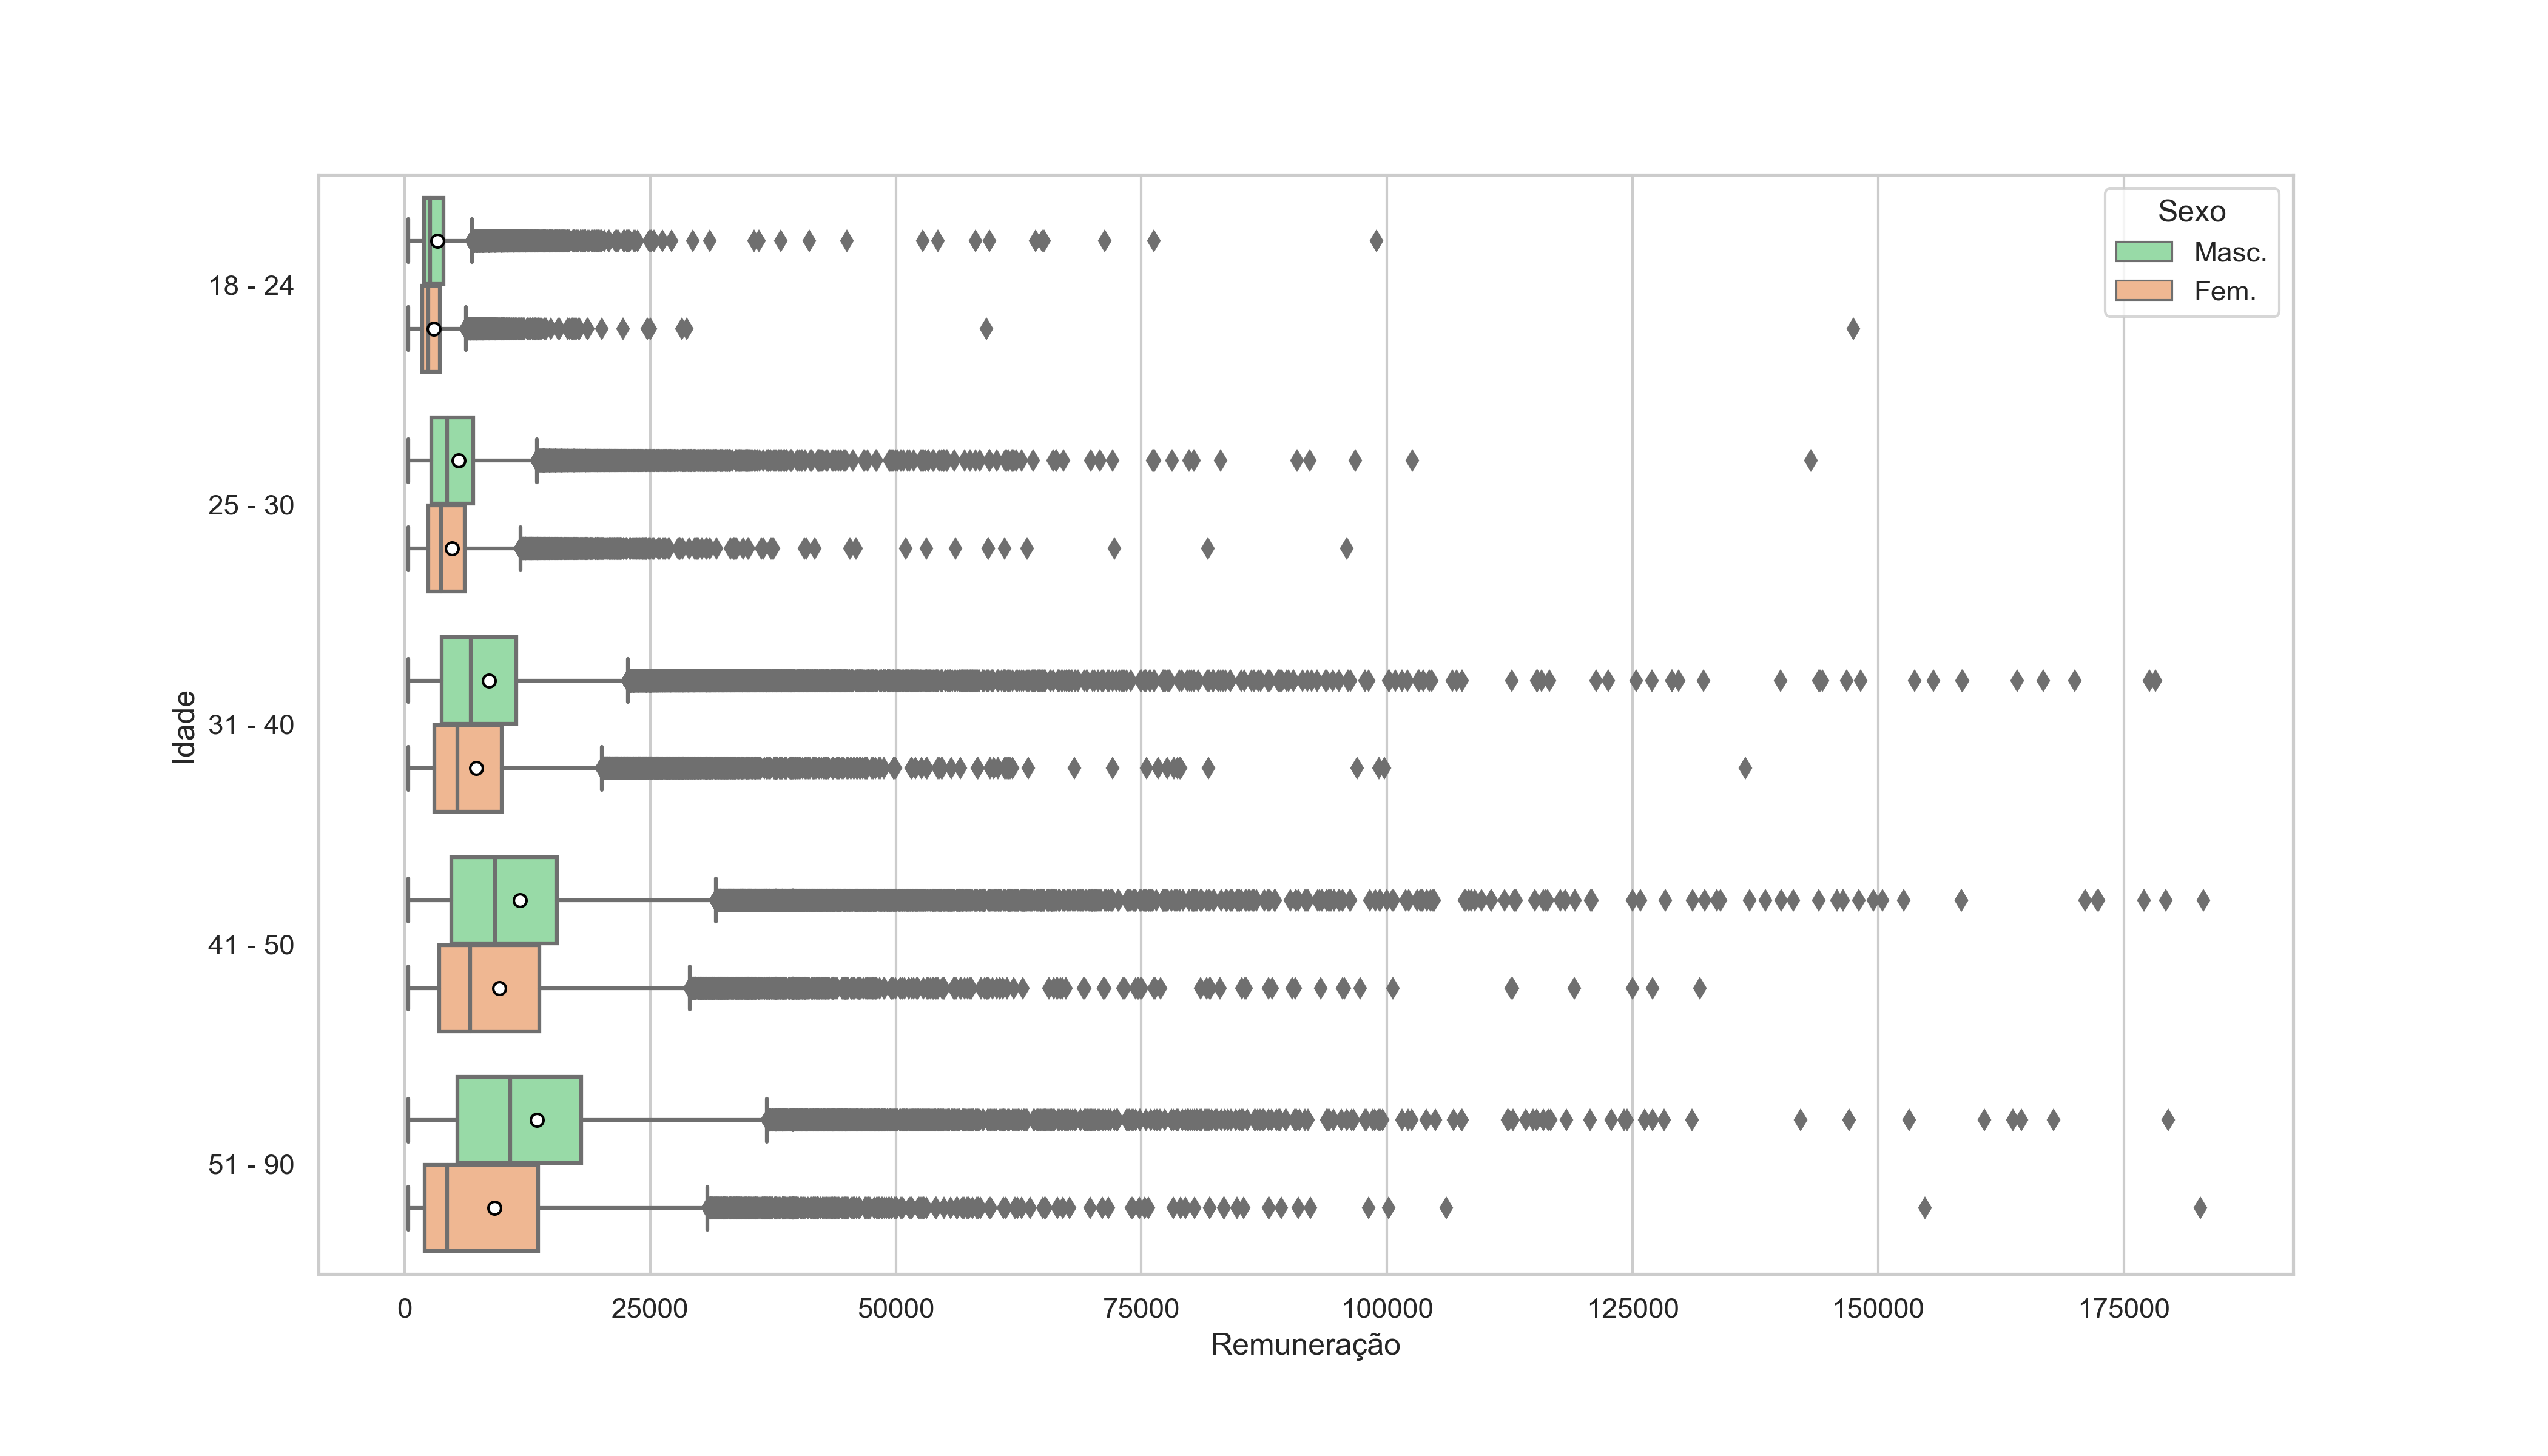 Sexo
Masc.
Fem.
18 - 24
25 - 30
31 - 40
41 - 50
51 - 90
Idade
0 25000 50000 75000 100000 125000 150000 175000
Remuneração